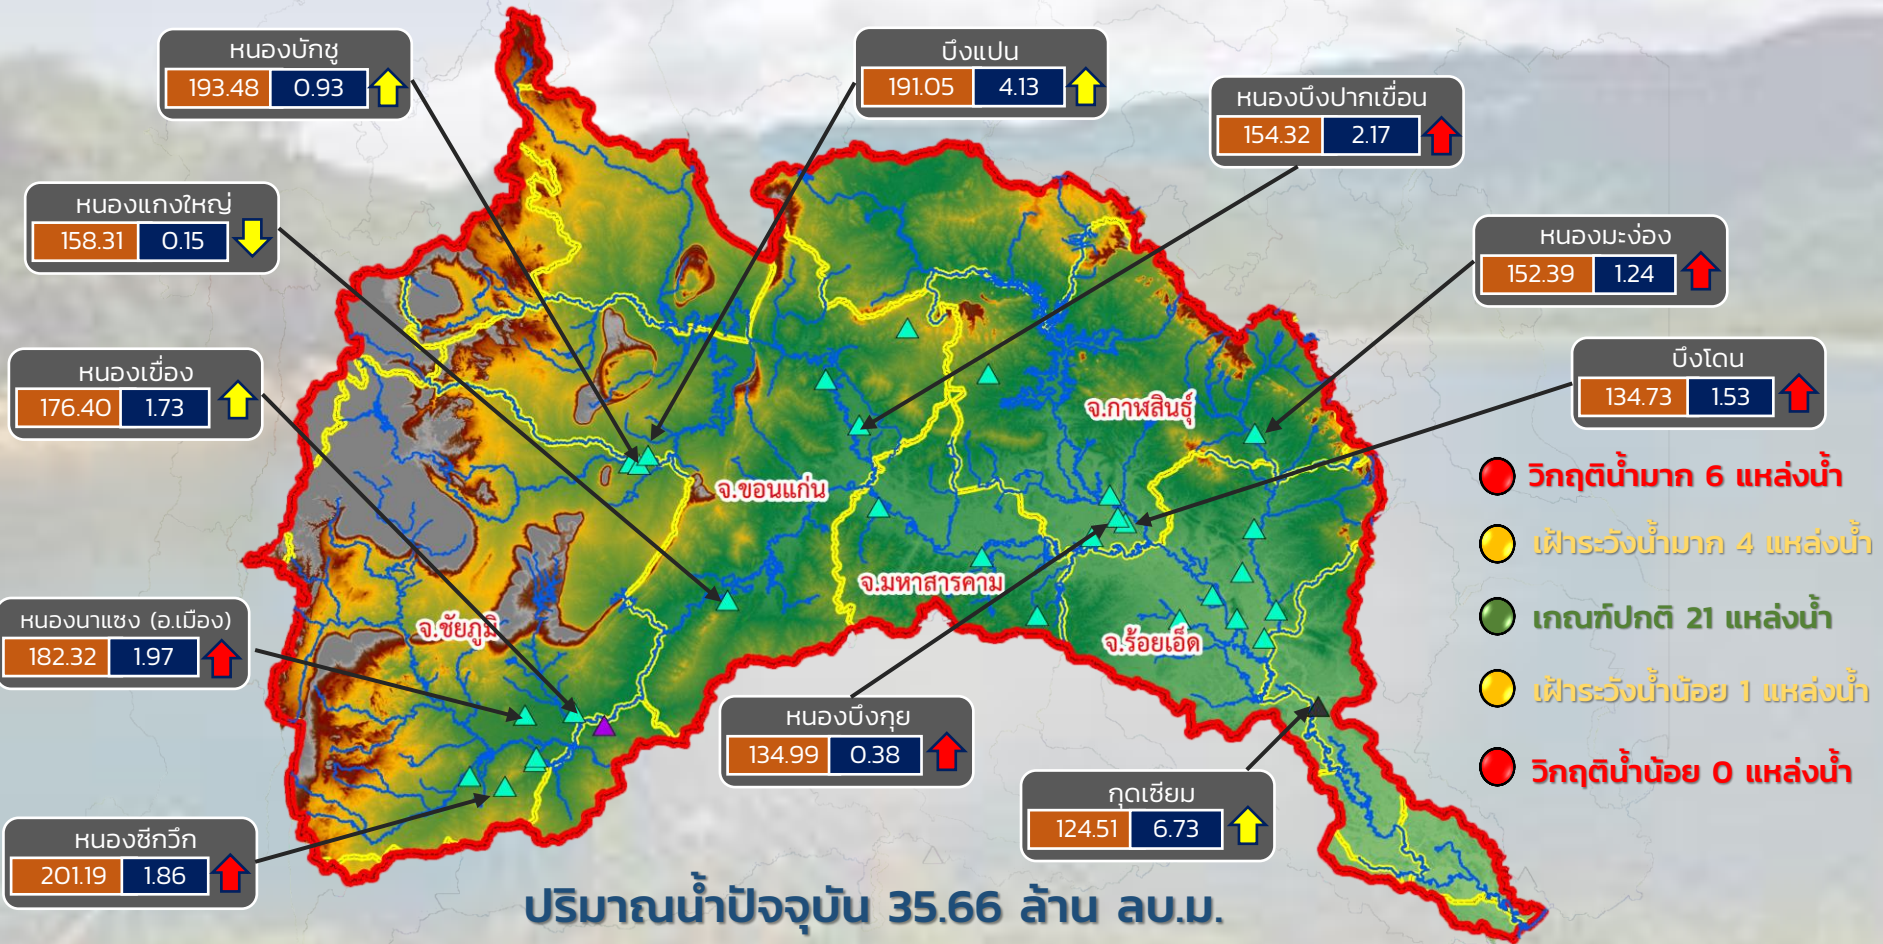 หนองบักชู
193.48 0.93
บึงแปน
191.05 4.13
หนองบึงปากเขื่อน
154.32 2.17
หนองแกงใหญ่
158.31 0.15
หนองมะง่อง
152.39 1.24
หนองเขื่อง
176.40 1.73
บึงโดน
134.73 1.53
จ.กาฬสินธุ์
จ.ขอนแก่น
วิกฤติน้ำมาก 6 แหล่งน้ำ
เฝ้าระวังน้ำมาก 4 แหล่งน้ำ
เกณฑ์ปกติ 21 แหล่งน้ำ
เฝ้าระวังน้ำน้อย 1 แหล่งน้ำ
วิกฤติน้ำน้อย 0 แหล่งน้ำ
จ.มหาสารคาม
จ.ชัยภูมิ
จ.ร้อยเอ็ด
หนองนาแซง (อ.เมือง)
182.32 1.97
หนองบึงกุย
134.99 0.38
กุดเซียม
124.51 6.73
หนองซีกวึก
201.19 1.86
ปริมาณน้ำปัจจุบัน 35.66 ล้าน ลบ.ม.